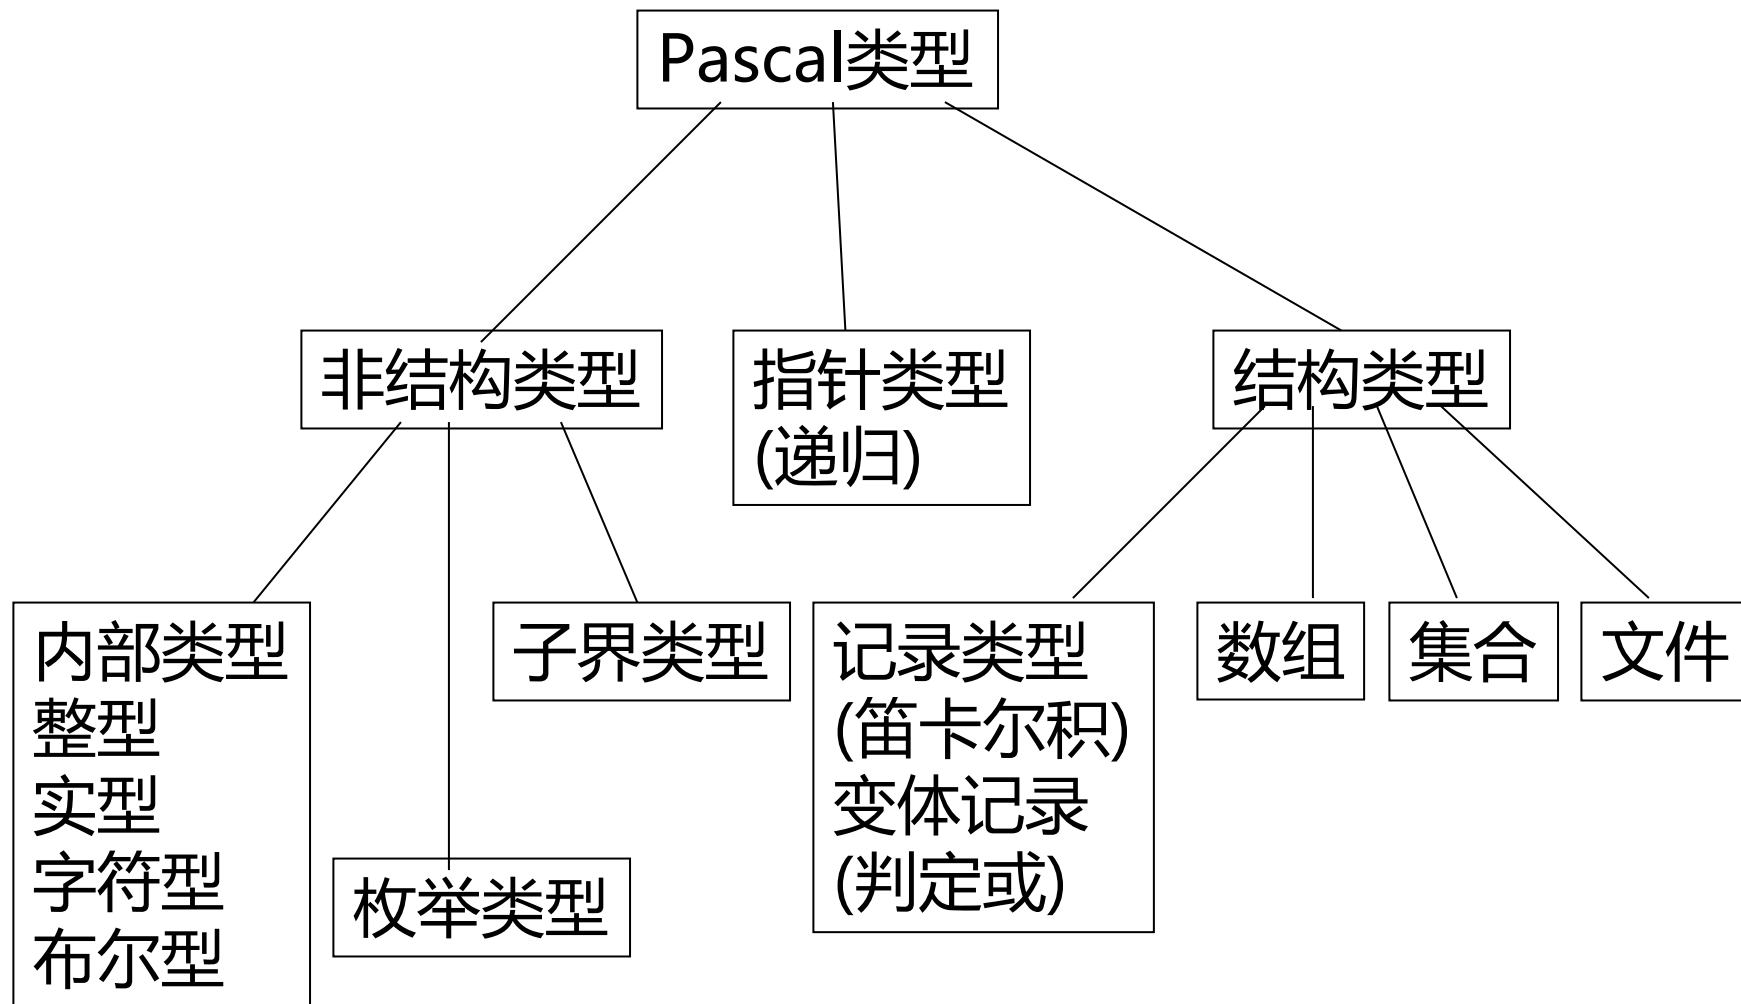 Pascal类型
非结构类型
指针类型
(递归)
结构类型
内部类型
整型
实型
字符型
布尔型
枚举类型
子界类型
记录类型
(笛卡尔积)
变体记录
(判定或)
数组
集合
文件